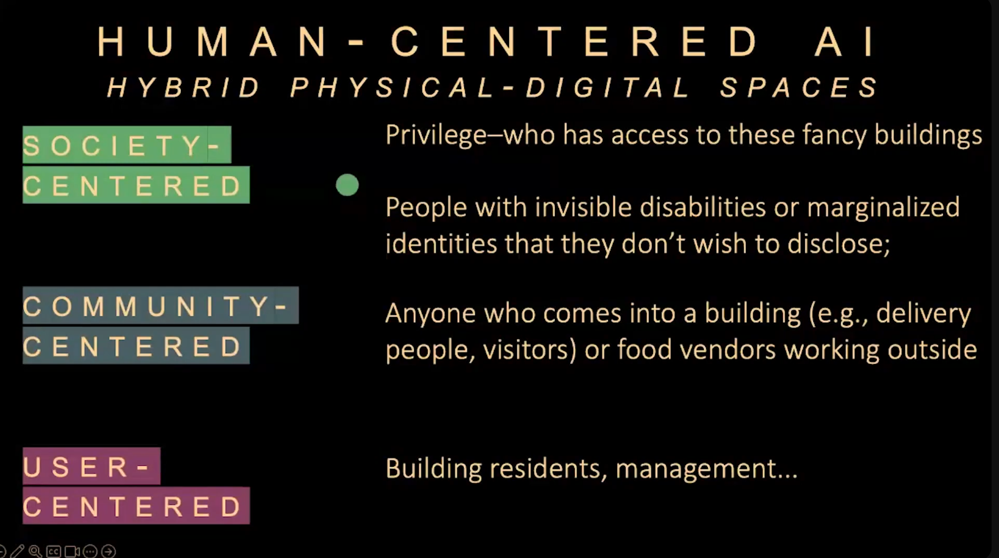 HUMAN-CENTERED AI
HYBRID PHYSICAL-DIGITAL SPACES
SOCIETY-
CENTERED
Privilege–who has access to these fancy buildings
People with invisible disabilities or marginalized
identities that they don’t wish to disclose;
COMMUNITY-
CENTERED
Anyone who comes into a building (e.g., delivery
people, visitors) or food vendors working outside
USER-
CENTERED
Building residents, management...
CC